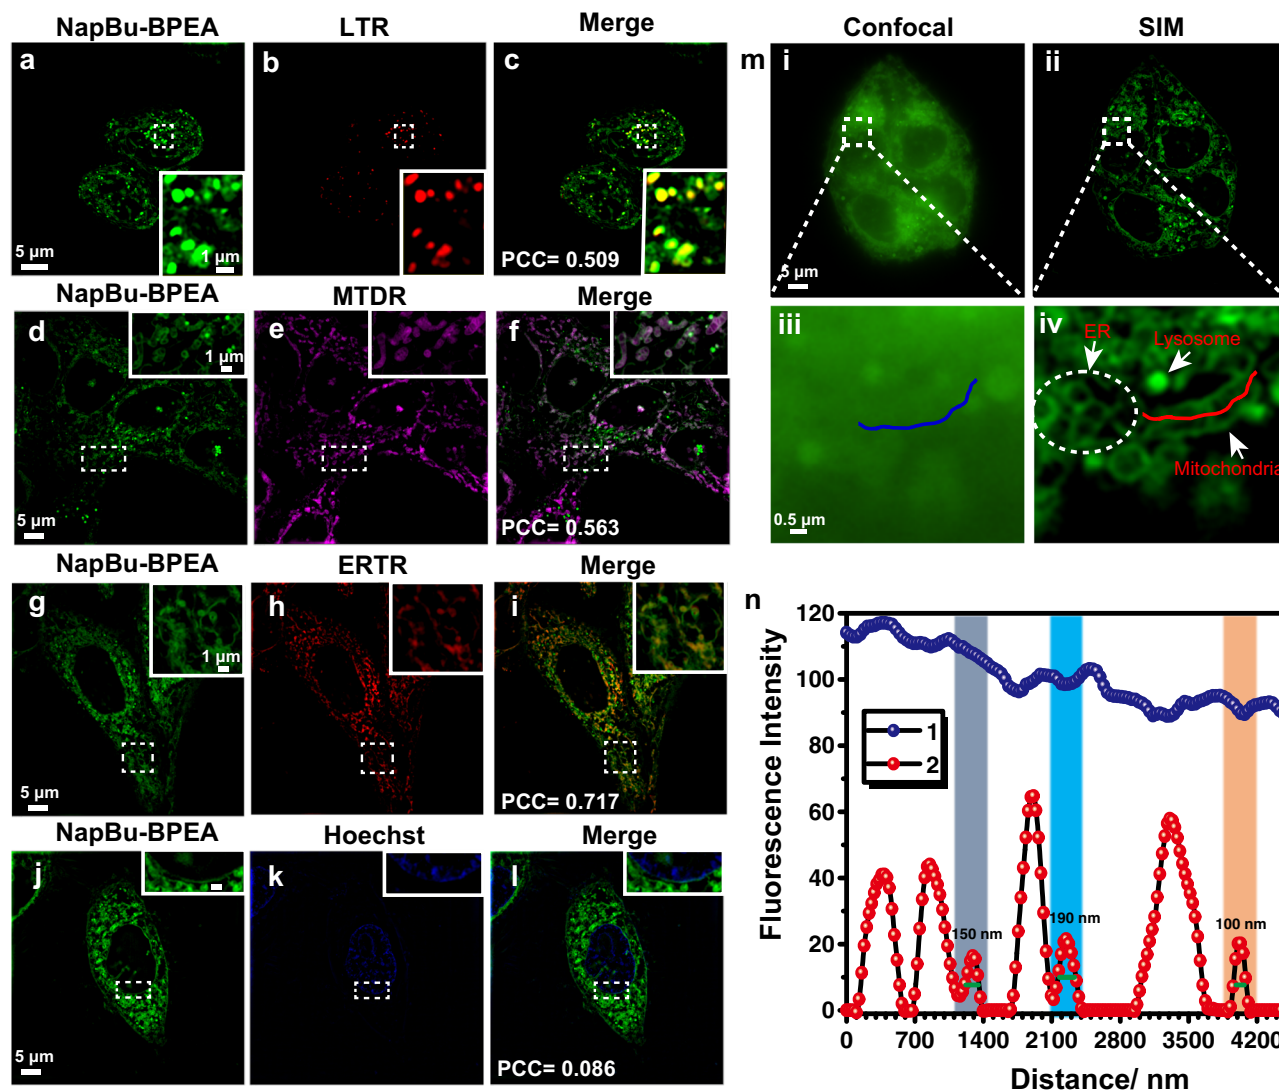 NapBu-BPEA LTR Merge
a b c
5 µm 1 µm PCC= 0.509
NapBu-BPEA MTDR Merge
d e f
1 µm
5 µm PCC= 0.563
NapBu-BPEA ERTR Merge
g h i
1 µm
5 µm PCC= 0.717
NapBu-BPEA Hoechst Merge
j k l
5 µm PCC= 0.086
m Confocal SIM
i ii
5 µm
iii iv
ER
Lysosome
Mitochondria
0.5 µm
n
Fluorescence Intensity
120
100
80
60
40
20
0
1
2
150 nm 190 nm 100 nm
0 700 1400 2100 2800 3500 4200
Distance/ nm